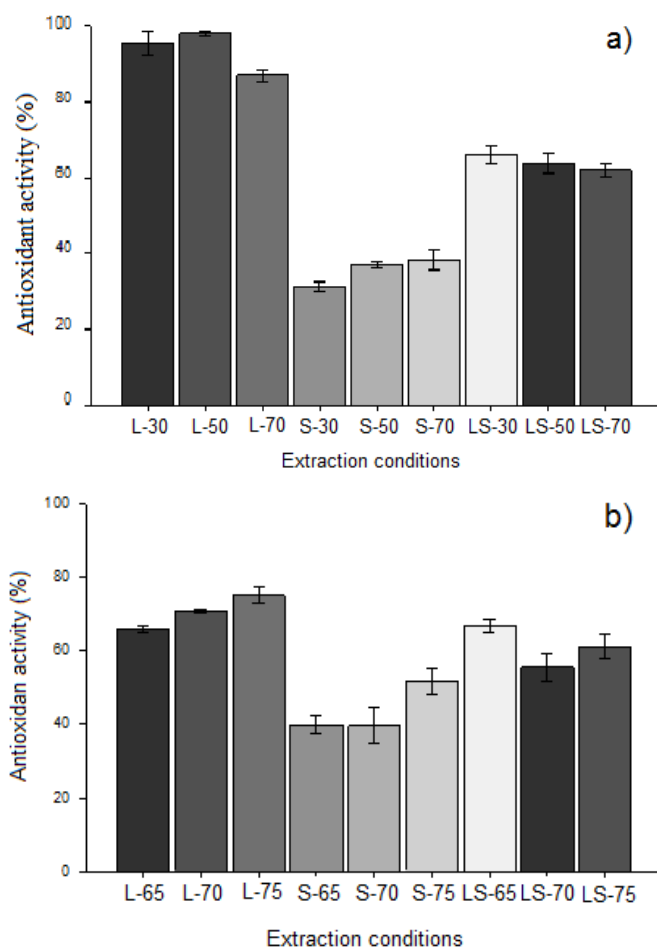 100
a)
80
60
40
20
0
Antioxidant activity (%)
L-30 L-50 L-70 S-30 S-50 S-70 LS-30 LS-50 LS-70
Extraction conditions
100
b)
80
60
40
20
0
Antioxidan activity (%)
L-65 L-70 L-75 S-65 S-70 S-75 LS-65 LS-70 LS-75
Extraction conditions